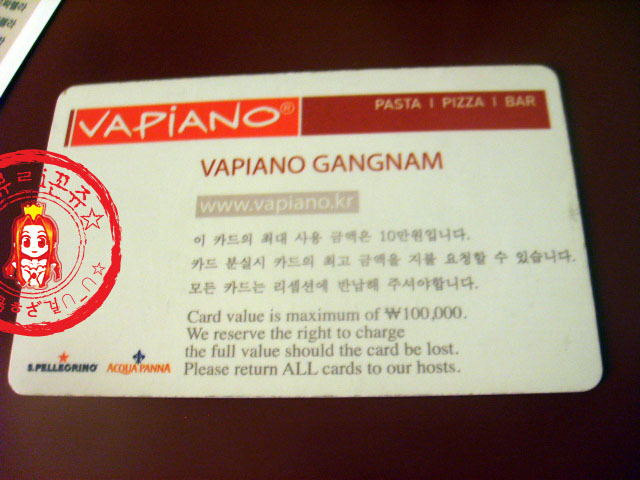 VAPIANO®
PASTA | PIZZA | BAR
VAPIANO GANGNAM
www.vapiano.kr
이 카드의 최대 사용 금액은 10만원입니다.
카드 분실시 카드의 최고 금액을 지불 요청할 수 있습니다.
모든 카드는 리셉션에 반납해 주셔야합니다.
Card value is maximum of ₩100,000.
We reserve the right to charge
the full value should the card be lost.
Please return ALL cards to our hosts.
S.PELLEGRINO
ACQUA PANNA